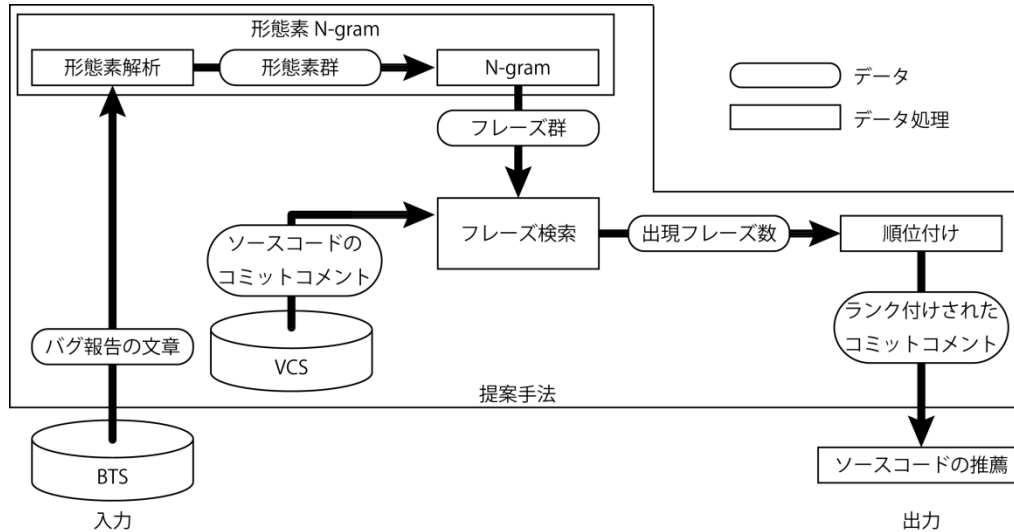 形態素 N-gram
形態素解析
形態素群
N-gram
データ
データ処理
フレーズ群
ソースコードの
コミットコメント
フレーズ検索
出現フレーズ数
順位付け
バグ報告の文章
VCS
ランク付けされた
コミットコメント
提案手法
BTS
ソースコードの推薦
入力
出力